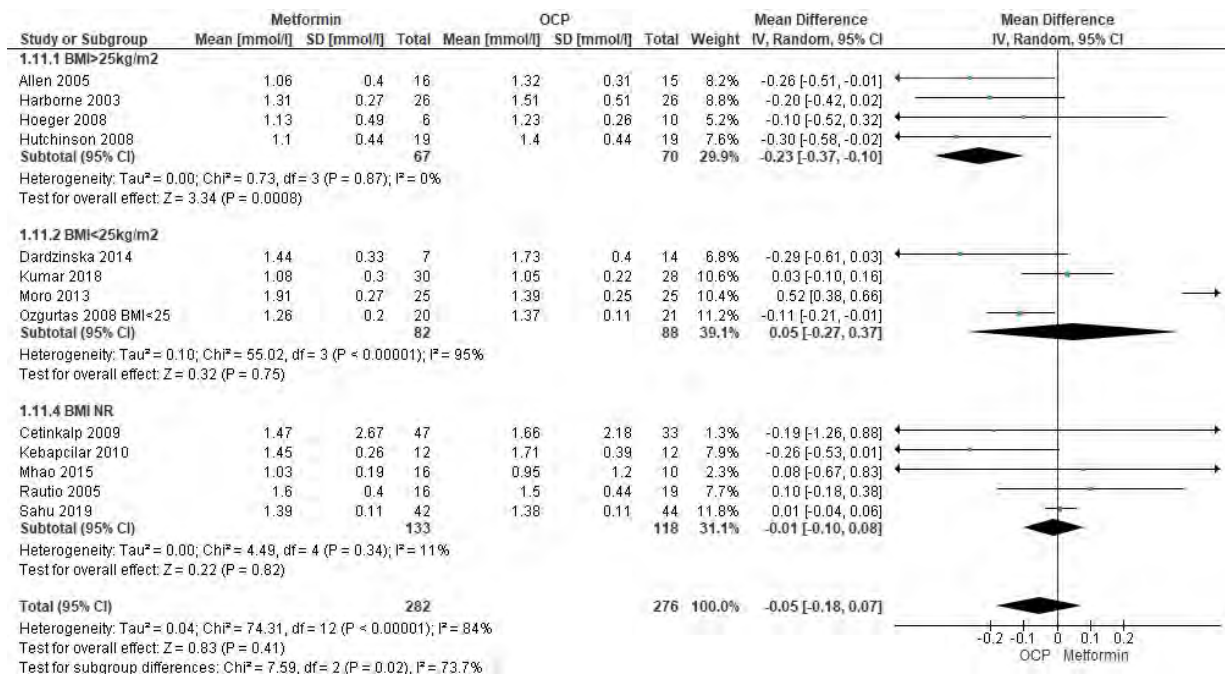 Metformin OCP Mean Difference Mean Difference
Study or Subgroup Mean [mmol/l] SD [mmol/l] Total Mean [mmol/l] SD [mmol/l] Total Weight IV, Random, 95% CI IV, Random, 95% CI
1.11.1 BMI>25kg/m2
Allen 2005 1.06 0.4 16 1.32 0.31 15 8.2% -0.26 [-0.51, -0.01]
Harborne 2003 1.31 0.27 26 1.51 0.51 26 8.8% -0.20 [-0.42, 0.02]
Hoeger 2008 1.13 0.49 6 1.23 0.26 10 5.3% -0.10 [-0.52, 0.32]
Hutchinson 2008 1.1 0.44 19 1.4 0.44 19 7.6% -0.30 [-0.58, -0.02]
Subtotal (95% CI) 67 70 29.9% -0.23 [-0.37, -0.10]
Heterogeneity: Tau² = 0.00; Chi² = 0.73, df = 3 (P = 0.87); I² = 0%
Test for overall effect: Z = 3.34 (P = 0.0008)
1.11.2 BMI<25kg/m2
Dardzinska 2014 1.44 0.33 7 1.73 0.4 14 6.8% -0.29 [-0.61, 0.03]
Kumar 2018 1.08 0.3 30 1.05 0.22 28 10.6% 0.03 [-0.10, 0.16]
Moro 2013 1.91 0.27 25 1.39 0.25 25 10.4% 0.52 [0.38, 0.66]
Ozgurtas 2008 BMI<25 1.26 0.2 20 1.37 0.11 21 11.2% -0.11 [-0.21, -0.01]
Subtotal (95% CI) 82 88 39.1% 0.05 [-0.27, 0.37]
Heterogeneity: Tau² = 0.10; Chi² = 55.02, df = 3 (P < 0.00001); I² = 95%
Test for overall effect: Z = 0.32 (P = 0.75)
1.11.4 BMI NR
Cetinkalp 2009 1.47 2.67 47 1.66 2.18 33 1.3% -0.19 [-1.26, 0.88]
Kebapcilar 2010 1.45 0.26 12 1.71 0.39 12 7.9% -0.26 [-0.53, 0.01]
Mhao 2015 1.03 0.19 16 0.95 1.2 10 2.3% 0.08 [-0.67, 0.83]
Rautio 2005 1.6 0.4 16 1.5 0.44 19 7.7% 0.10 [-0.18, 0.38]
Sahu 2019 1.39 0.11 42 1.38 0.11 44 11.8% 0.01 [-0.04, 0.06]
Subtotal (95% CI) 133 118 31.1% -0.01 [-0.10, 0.08]
Heterogeneity: Tau² = 0.00; Chi² = 4.49, df = 4 (P = 0.34); I² = 11%
Test for overall effect: Z = 0.22 (P = 0.82)
Total (95% CI) 282 276 100.0% -0.05 [-0.18, 0.07]
Heterogeneity: Tau² = 0.04; Chi² = 74.31, df = 12 (P < 0.00001); I² = 84%
Test for overall effect: Z = 0.83 (P = 0.41)
Test for subgroup differences: Chi² = 7.59, df = 2 (P = 0.02), I² = 73.7%
-0.2 -0.1 0 0.1 0.2
OCP Metformin